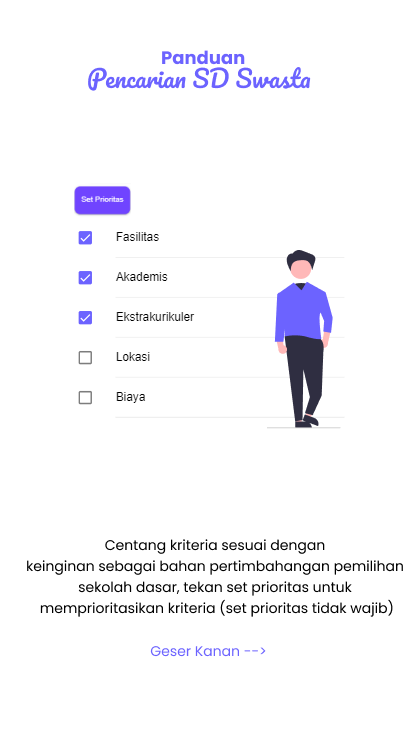 Panduan
Pencarian SD Swasta
Set Prioritas
Fasilitas
Akademis
Ekstrakurikuler
Lokasi
Biaya
Centang kriteria sesuai dengan
keinginan sebagai bahan pertimbahangan pemilihan
sekolah dasar, tekan set prioritas untuk
memprioritasikan kriteria (set prioritas tidak wajib)
Geser Kanan -->